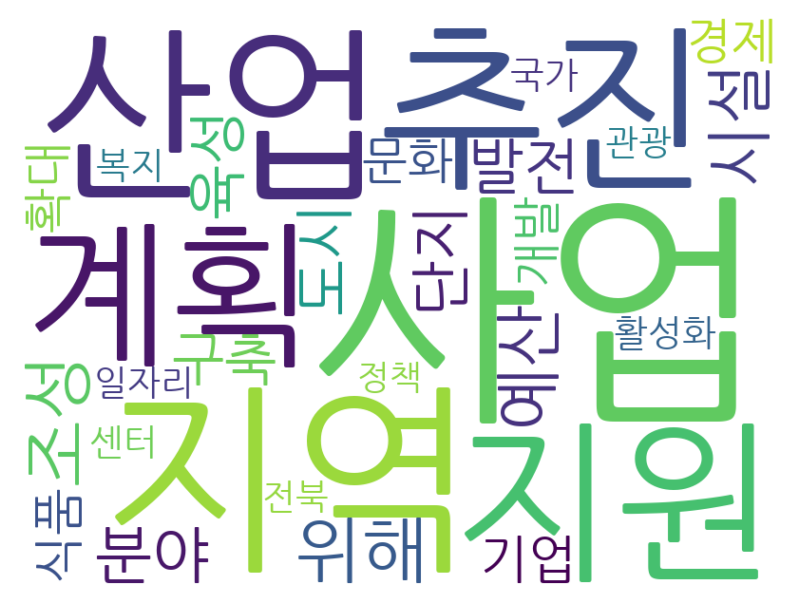 산업
추진
경제
국가
시설
육성
문화
발전
관광
확대
복지
계획
사업
도시
단지
개발
예산
활성화
구축
조성
일자리
정책
지역
지원
센터
전북
식품
분야
위해
기업